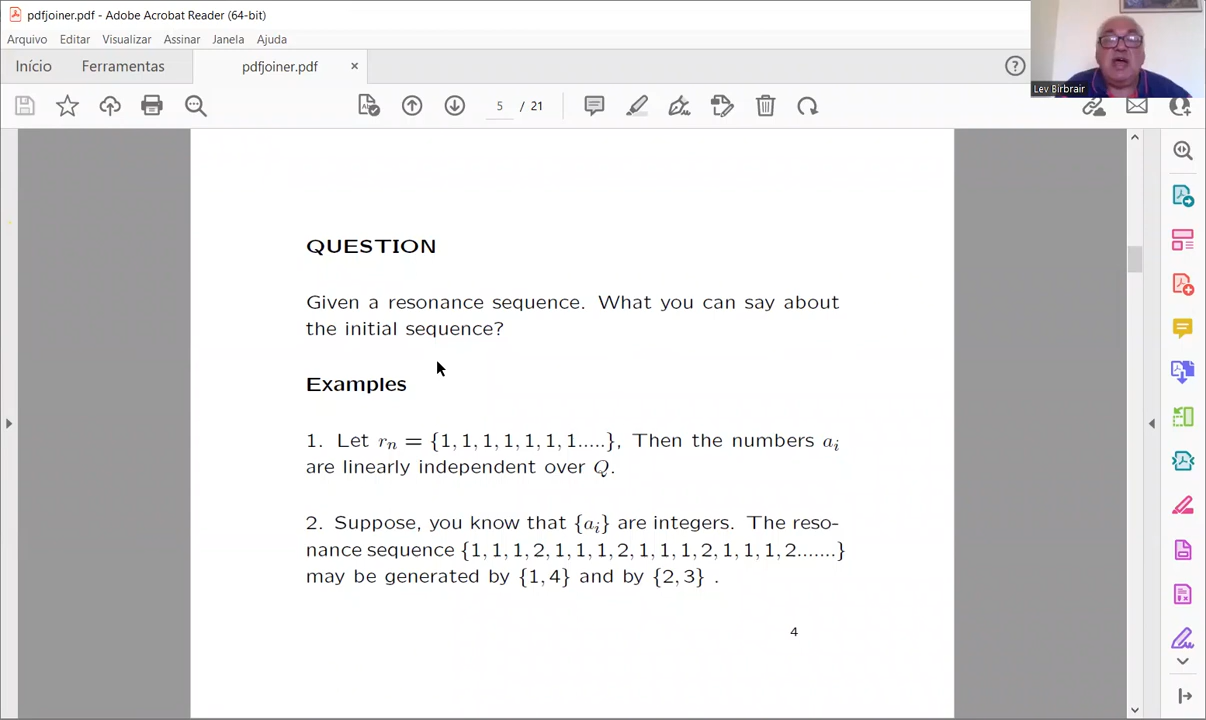 pdfjoiner.pdf - Adobe Acrobat Reader (64-bit)
Arquivo Editar Visualizar Assinar Janela Ajuda
Início Ferramentas pdfjoiner.pdf ×
5 / 21
Lev Birbrair
QUESTION
Given a resonance sequence. What you can say about
the initial sequence?
Examples
1. Let rₙ = {1, 1, 1, 1, 1, 1, 1.....}, Then the numbers aᵢ
are linearly independent over Q.
2. Suppose, you know that {aᵢ} are integers. The reso-
nance sequence {1, 1, 1, 2, 1, 1, 1, 2, 1, 1, 1, 2, 1, 1, 1, 2.......}
may be generated by {1, 4} and by {2, 3} .
4